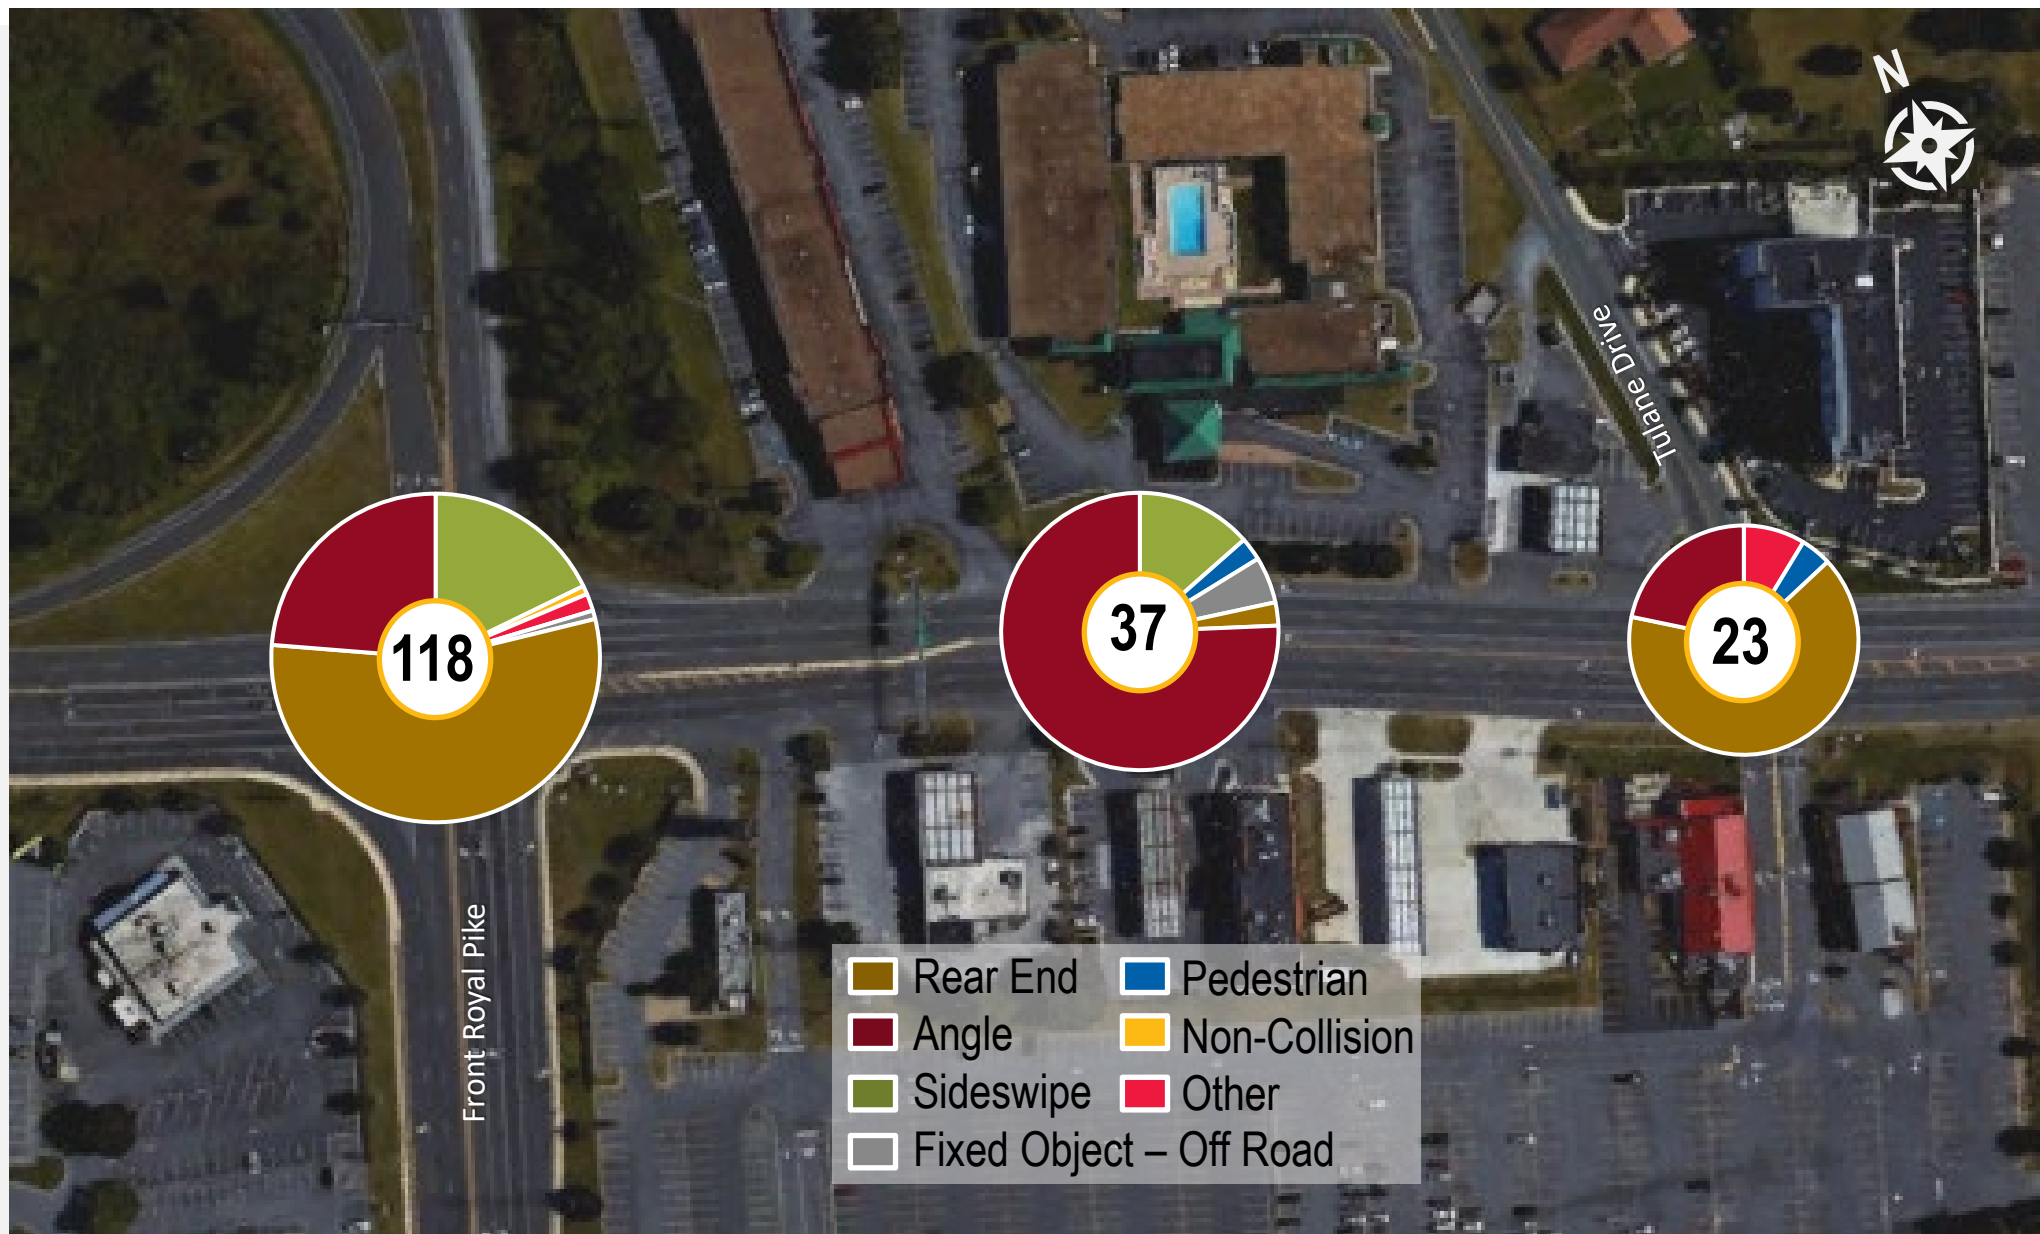 N
Tulane Drive
118
37
23
Front Royal Pike
Rear End
Pedestrian
Angle
Non-Collision
Sideswipe
Other
Fixed Object – Off Road